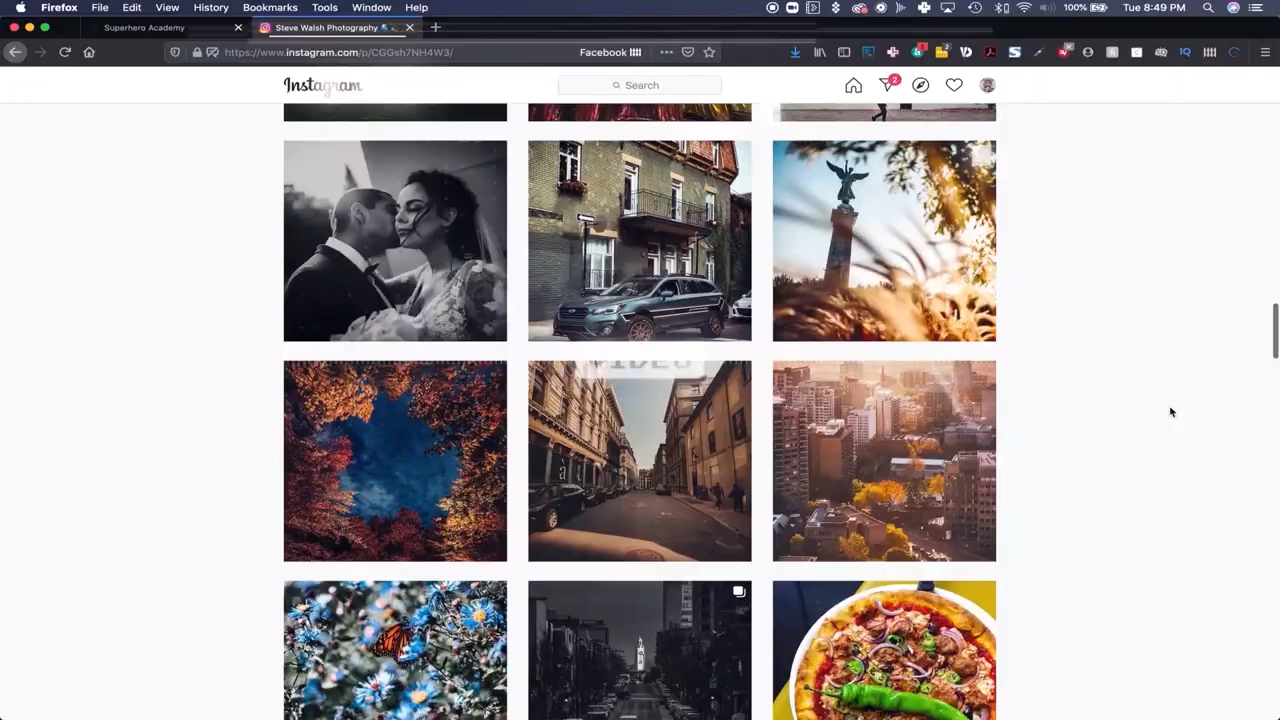 Firefox File Edit View History Bookmarks Tools Window Help 100% Tue 8:49 PM
Superhero Academy Steve Walsh Photography
https://www.instagram.com/p/CGGsh7NH4W3/ Facebook
Instagram Search 2
VIDEO